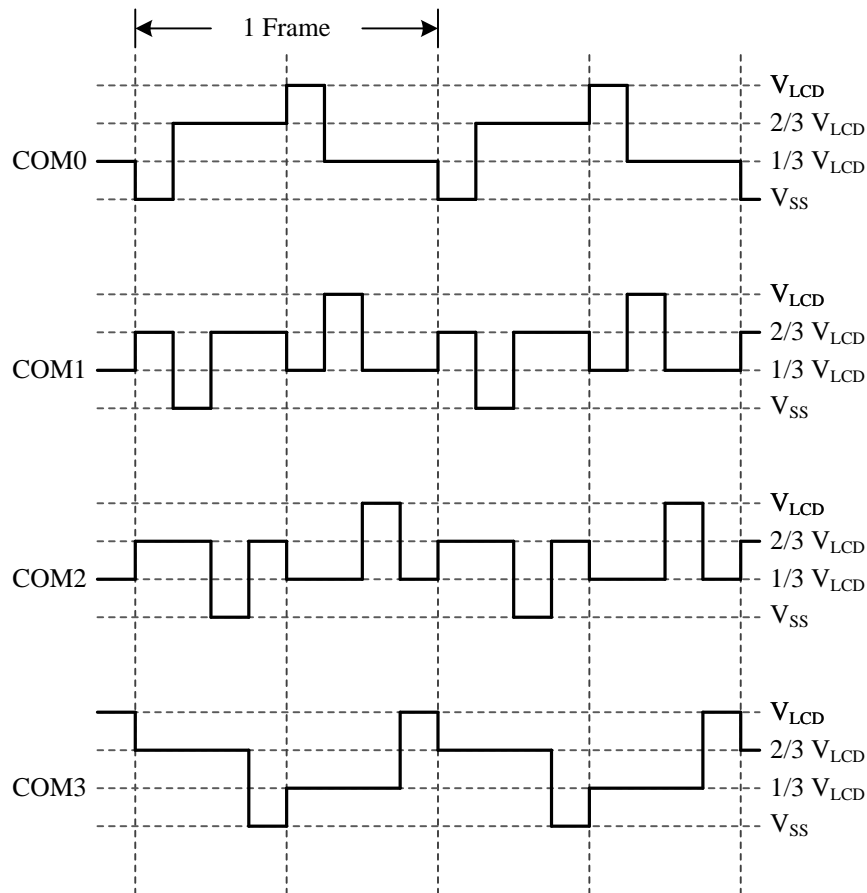 1 Frame
V_LCD
2/3 V_LCD
COM0
1/3 V_LCD
V_SS
V_LCD
2/3 V_LCD
COM1
1/3 V_LCD
V_SS
V_LCD
2/3 V_LCD
COM2
1/3 V_LCD
V_SS
V_LCD
2/3 V_LCD
COM3
1/3 V_LCD
V_SS